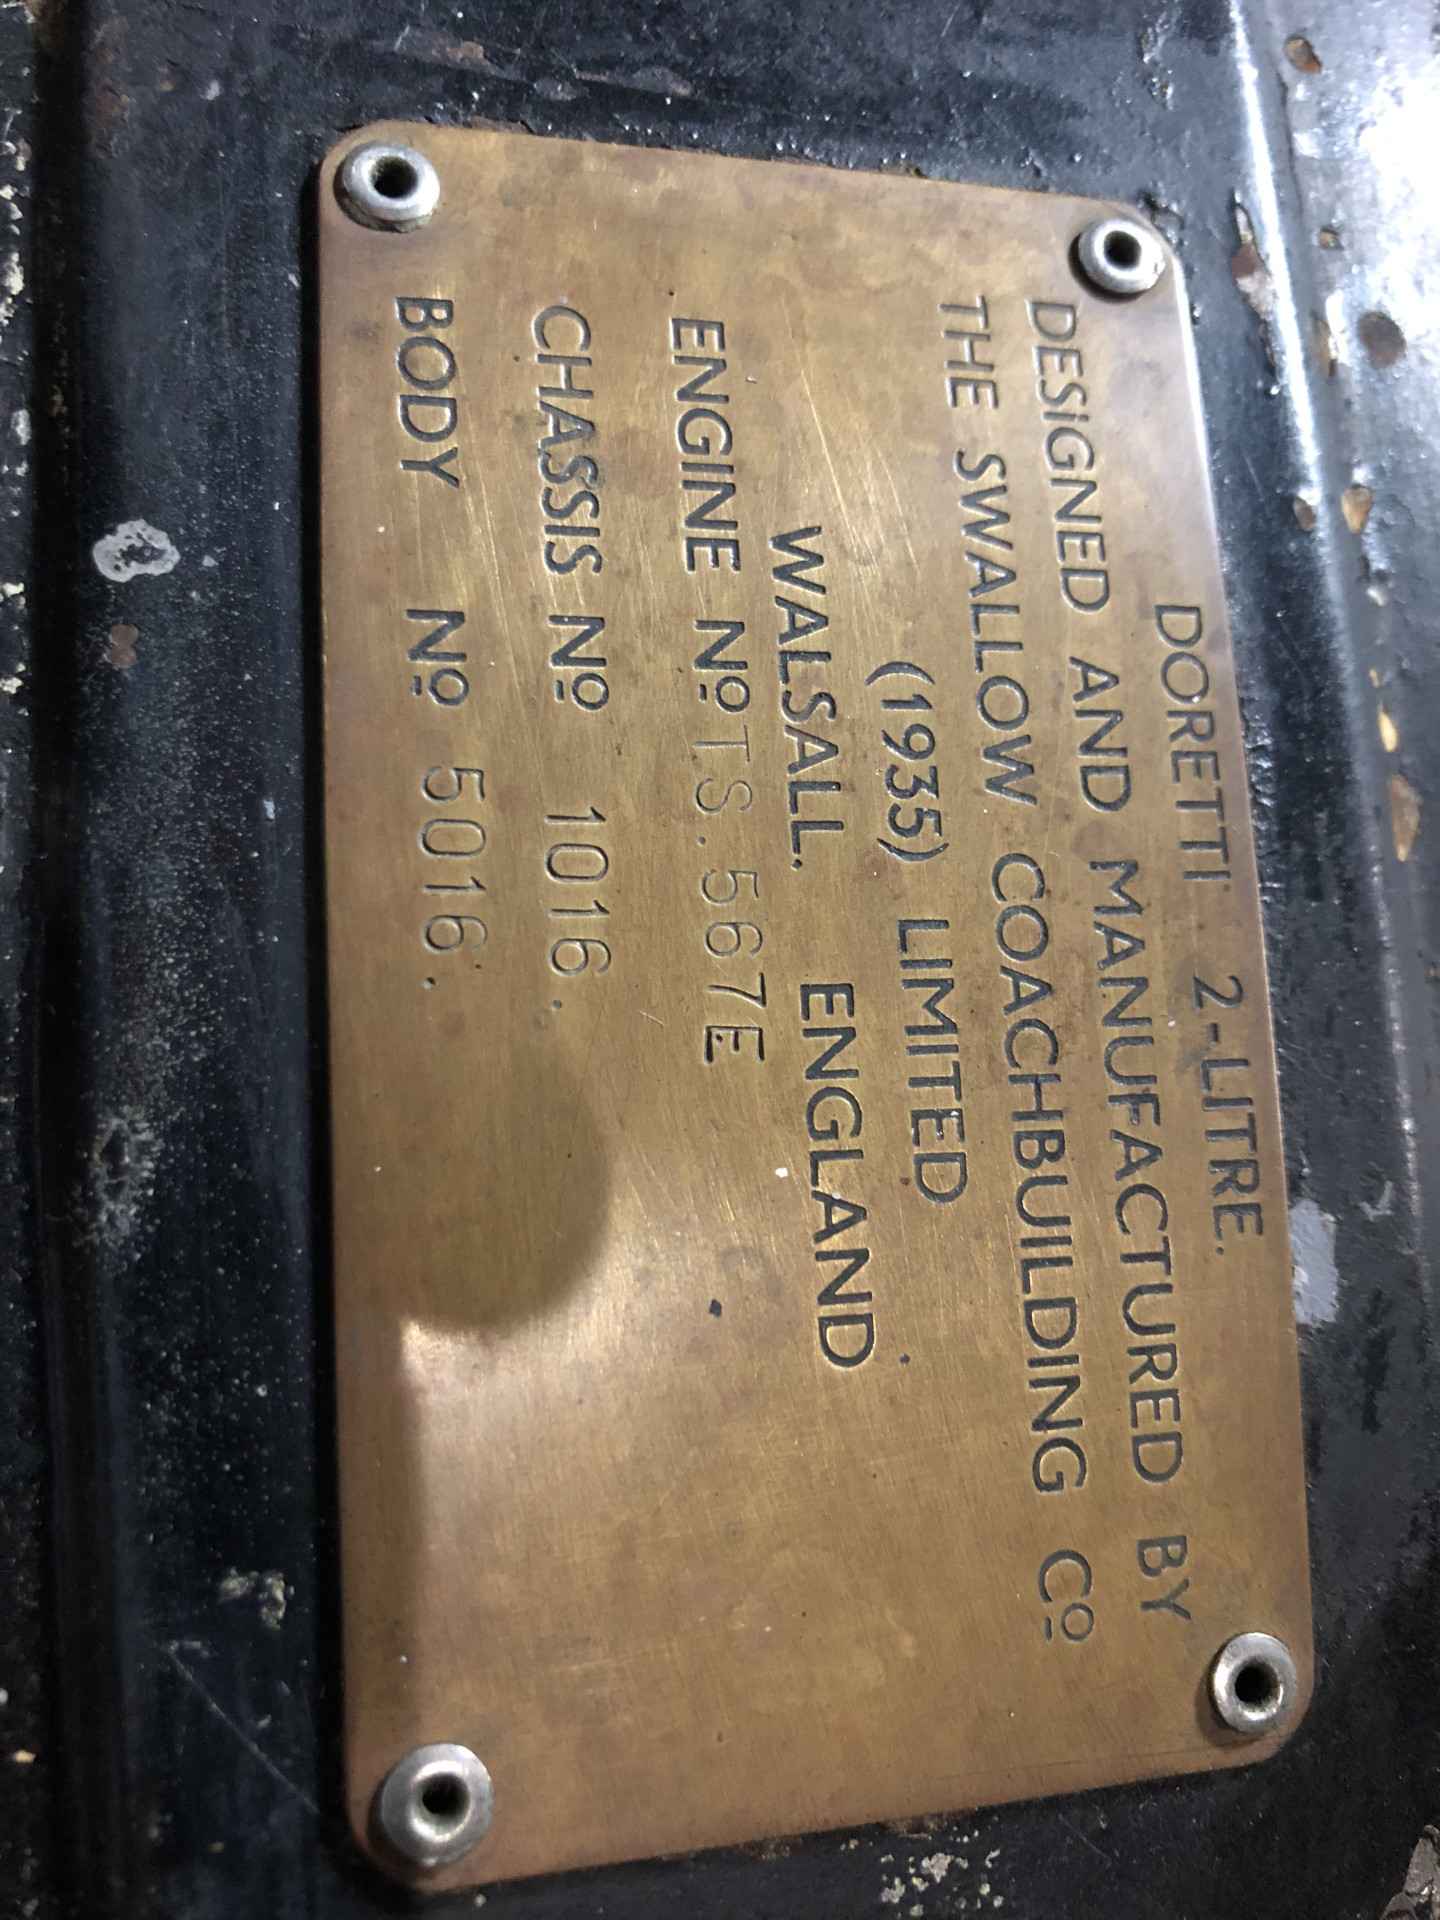 DORETTI 2-LITRE.
DESIGNED AND MANUFACTURED BY
THE SWALLOW COACHBUILDING Cº
(1935) LIMITED
WALSALL. ENGLAND
ENGINE Nº TS.567E
CHASSIS Nº 1016.
BODY Nº 5016.